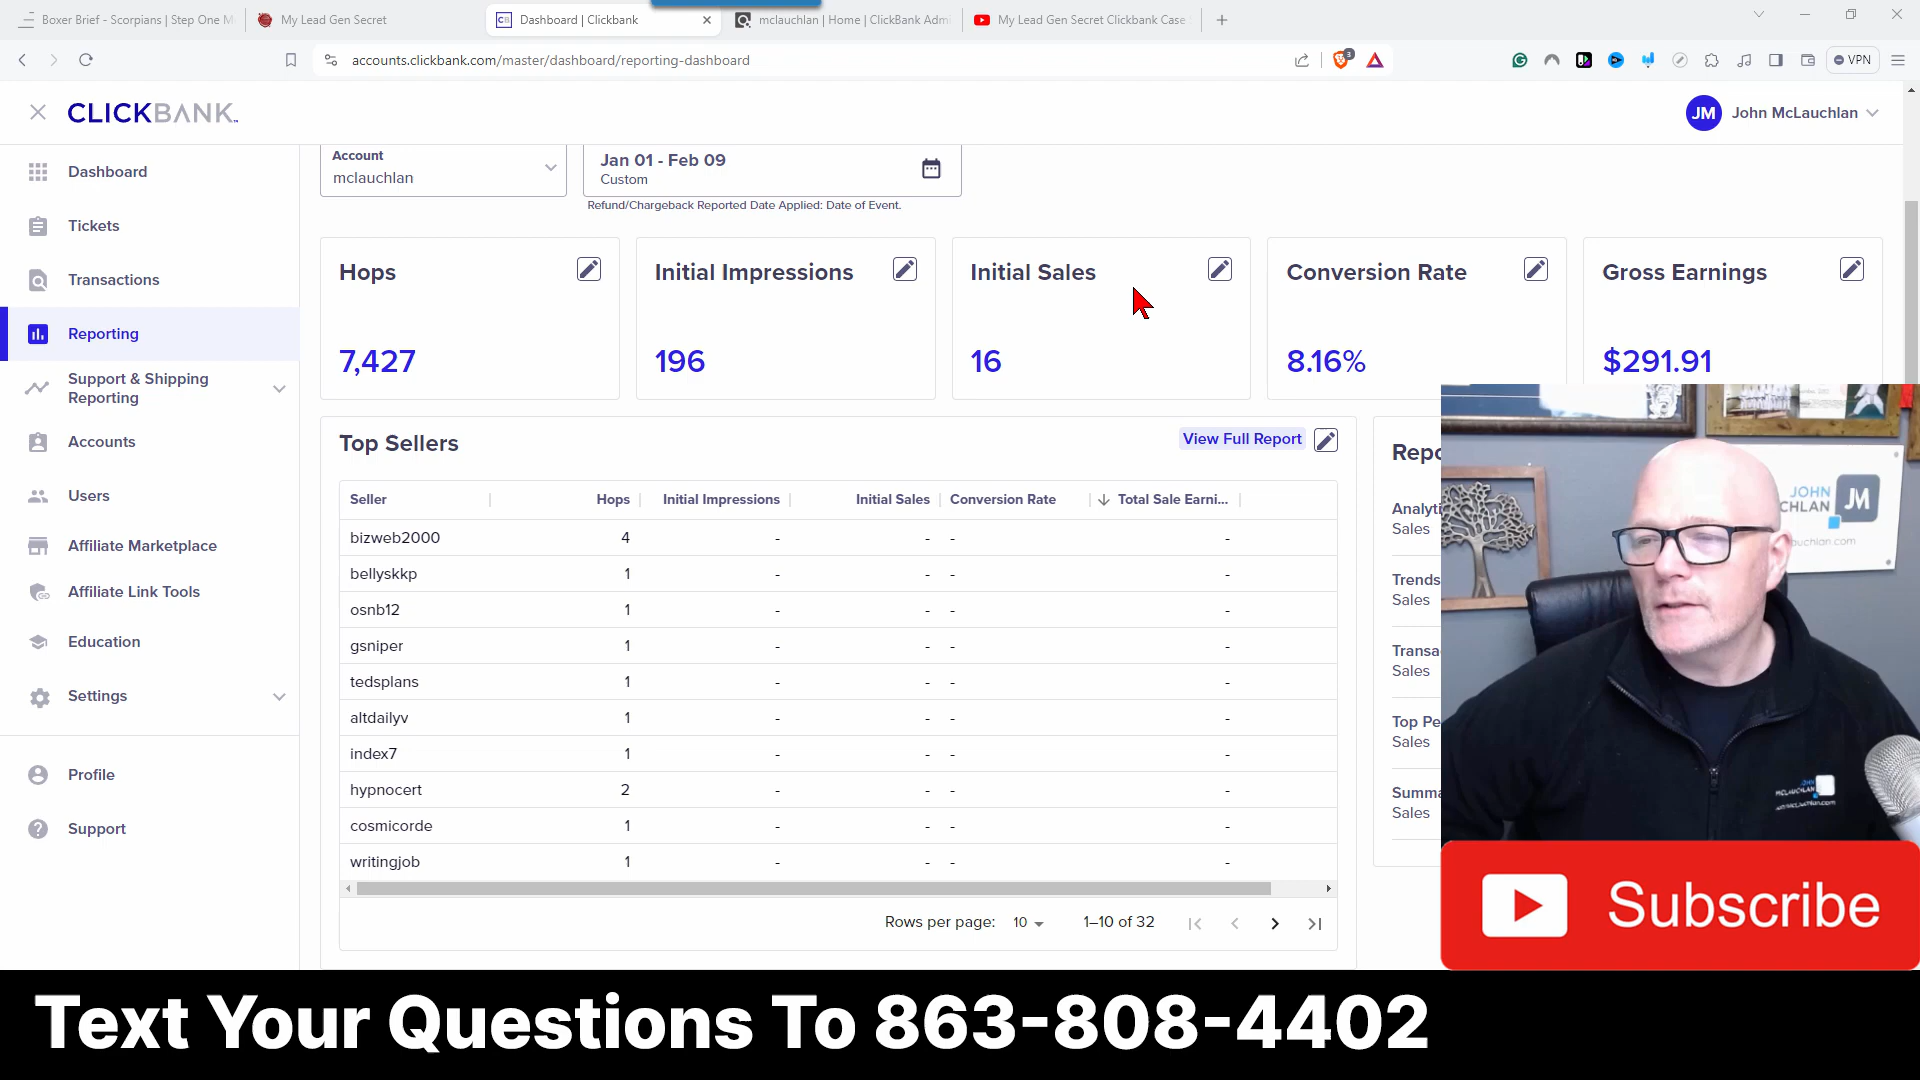 Boxer Brief - Scorpians | Step One M
My Lead Gen Secret
Dashboard | Clickbank
mclauchlan | Home | ClickBank Adm
My Lead Gen Secret Clickbank Case
accounts.clickbank.com/master/dashboard/reporting-dashboard
3
VPN
CLICKBANK
JM
John McLauchlan
Dashboard
Tickets
Transactions
Reporting
Support & Shipping
Reporting
Accounts
Users
Affiliate Marketplace
Affiliate Link Tools
Education
Settings
Profile
Support
Account
mclauchlan
Jan 01 - Feb 09
Custom
Refund/Chargeback Reported Date Applied: Date of Event.
Hops
7,427
Initial Impressions
196
Initial Sales
16
Conversion Rate
8.16%
Gross Earnings
$291.91
Top Sellers
View Full Report
Seller Hops Initial Impressions Initial Sales Conversion Rate Total Sale Earni...
bizweb2000 4 - - - -
bellyskkp 1 - - - -
osnb12 1 - - - -
gsniper 1 - - - -
tedsplans 1 - - - -
altdailyv 1 - - - -
index7 1 - - - -
hypnocert 2 - - - -
cosmicorde 1 - - - -
writingjob 1 - - - -
Rows per page: 10 1–10 of 32
Repo
Analyti
Sales
Trends
Sales
Transa
Sales
Top Pe
Sales
Summa
Sales
JOHN
CHLAN
JM
uchlan.com
JOHN
MCLAUCHLAN
Subscribe
Text Your Questions To 863-808-4402